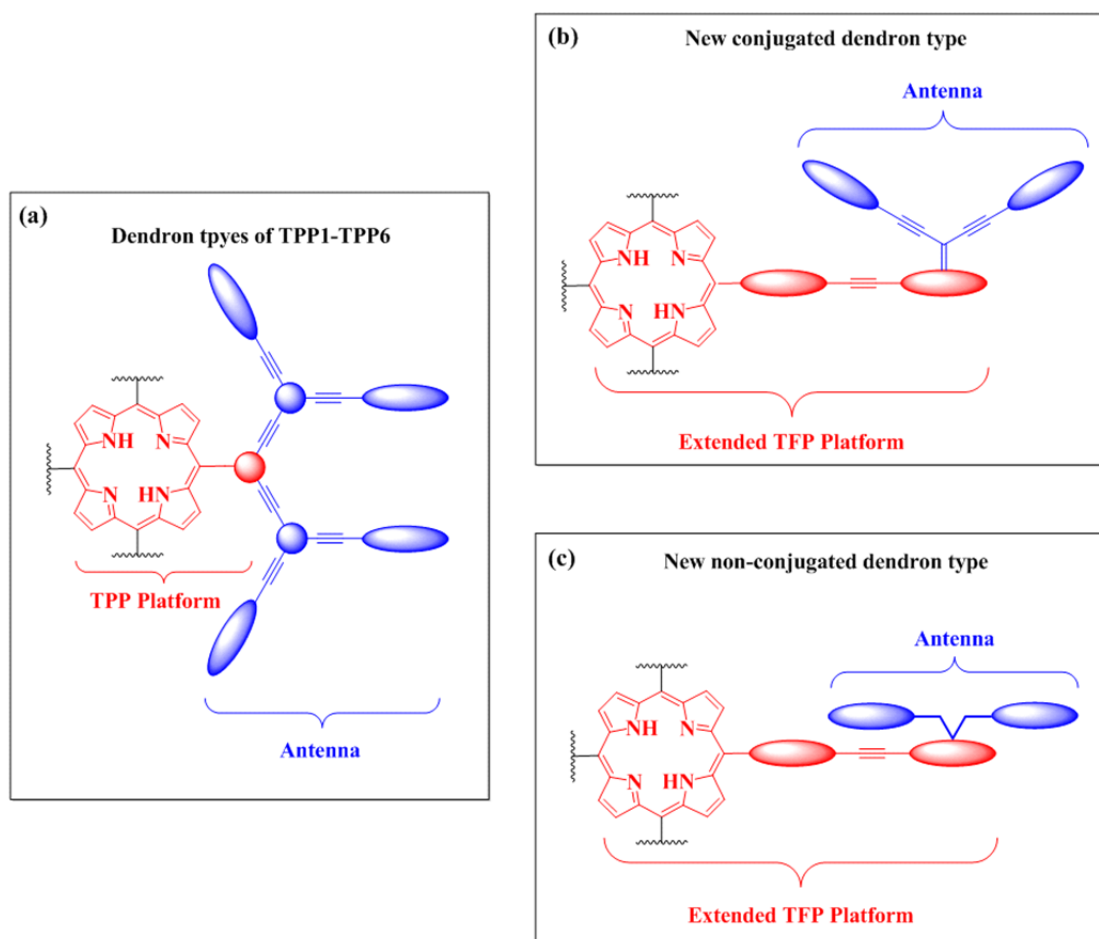 (a)
Dendron tpyes of TPP1-TPP6
NH
N
N
HN
TPP Platform
Antenna
(b)
New conjugated dendron type
Antenna
NH
N
N
HN
Extended TFP Platform
(c)
New non-conjugated dendron type
Antenna
NH
N
N
HN
Extended TFP Platform